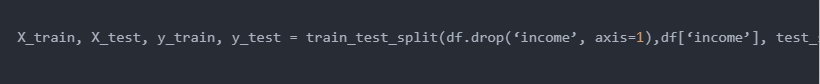 X_train, X_test, y_train, y_test = train_test_split(df.drop(‘income’, axis=1),df[‘income’], test_